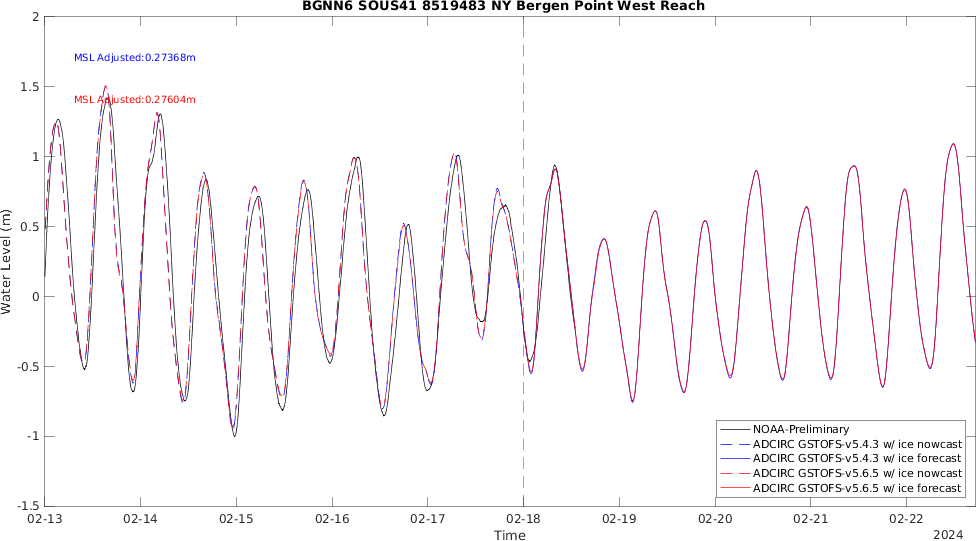 BGNN6 SOUS41 8519483 NY Bergen Point West Reach
2
MSL Adjusted:0.27368m
1.5
MSL Adjusted:0.27604m
1
0.5
Water Level (m)
0
-0.5
-1
NOAA-Preliminary
ADCIRC GSTOFS-v5.4.3 w/ ice nowcast
ADCIRC GSTOFS-v5.4.3 w/ ice forecast
ADCIRC GSTOFS-v5.6.5 w/ ice nowcast
ADCIRC GSTOFS-v5.6.5 w/ ice forecast
-1.5
02-13 02-14 02-15 02-16 02-17 02-18 02-19 02-20 02-21 02-22
Time
2024